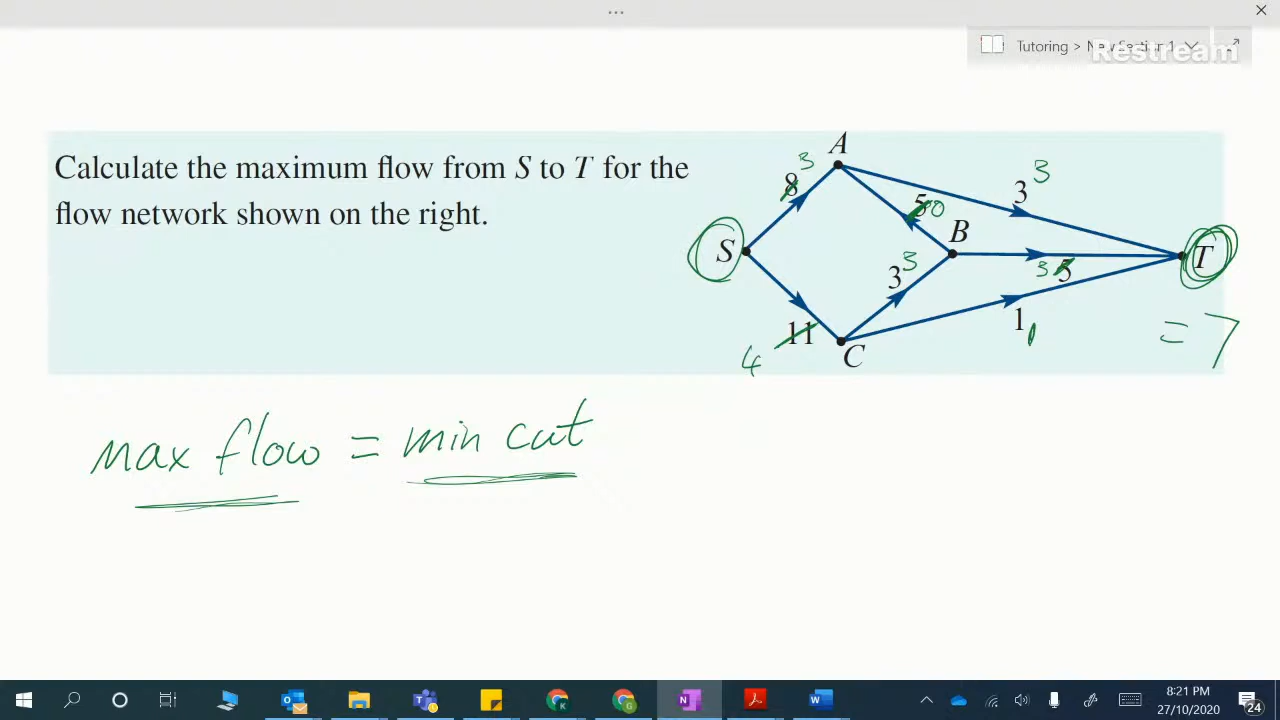 Tutoring > New Section 1
Restream
Calculate the maximum flow from S to T for the
flow network shown on the right.
A
3
8
3
3
5
0
B
S
T
3
3
3
5
11
1
1
4
C
= 7
max flow = min cut
8:21 PM
27/10/2020
24